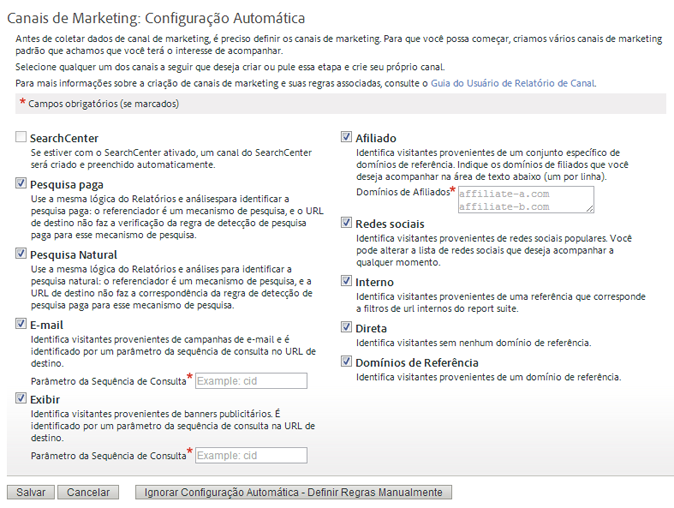 Canais de Marketing: Configuração Automática
Antes de coletar dados de canal de marketing, é preciso definir os canais de marketing. Para que você possa começar, criamos vários canais de marketing
padrão que achamos que você terá o interesse de acompanhar.
Selecione qualquer um dos canais a seguir que deseja criar ou pule essa etapa e crie seu próprio canal.
Para mais informações sobre a criação de canais de marketing e suas regras associadas, consulte o Guia do Usuário de Relatório de Canal.
* Campos obrigatórios (se marcados)
SearchCenter
Se estiver com o SearchCenter ativado, um canal do SearchCenter
será criado e preenchido automaticamente.
Pesquisa paga
Use a mesma lógica do Relatórios e análisespara identificar a
pesquisa paga: o referenciador é um mecanismo de pesquisa, e o URL
de destino não faz a verificação da regra de detecção de pesquisa
paga para esse mecanismo de pesquisa.
Pesquisa Natural
Use a mesma lógica do Relatórios e análises para identificar a
pesquisa natural: o referenciador é um mecanismo de pesquisa, e a
URL de destino não faz a correspondência da regra de detecção de
pesquisa paga para esse mecanismo de pesquisa.
E-mail
Identifica visitantes provenientes de campanhas de e-mail e é
identificado por um parâmetro da sequência de consulta no URL de
destino.
Parâmetro da Sequência de Consulta* Example: cid
Exibir
Identifica visitantes provenientes de banners publicitários. É
identificado por um parâmetro da sequência de consulta na URL de
destino.
Parâmetro da Sequência de Consulta* Example: cid
Afiliado
Identifica visitantes provenientes de um conjunto específico de
domínios de referência. Indique os domínios de filiados que você
deseja acompanhar na área de texto abaixo (um por linha).
Domínios de Afiliados* affiliate-a.com
affiliate-b.com
Redes sociais
Identifica visitantes provenientes de redes sociais populares. Você
pode alterar a lista de redes sociais que deseja acompanhar a
qualquer momento.
Interno
Identifica visitantes provenientes de uma referência que corresponde
a filtros de url internos do report suite.
Direta
Identifica visitantes sem nenhum domínio de referência.
Domínios de Referência
Identifica visitantes provenientes de um domínio de referência.
Salvar Cancelar Ignorar Configuração Automática - Definir Regras Manualmente